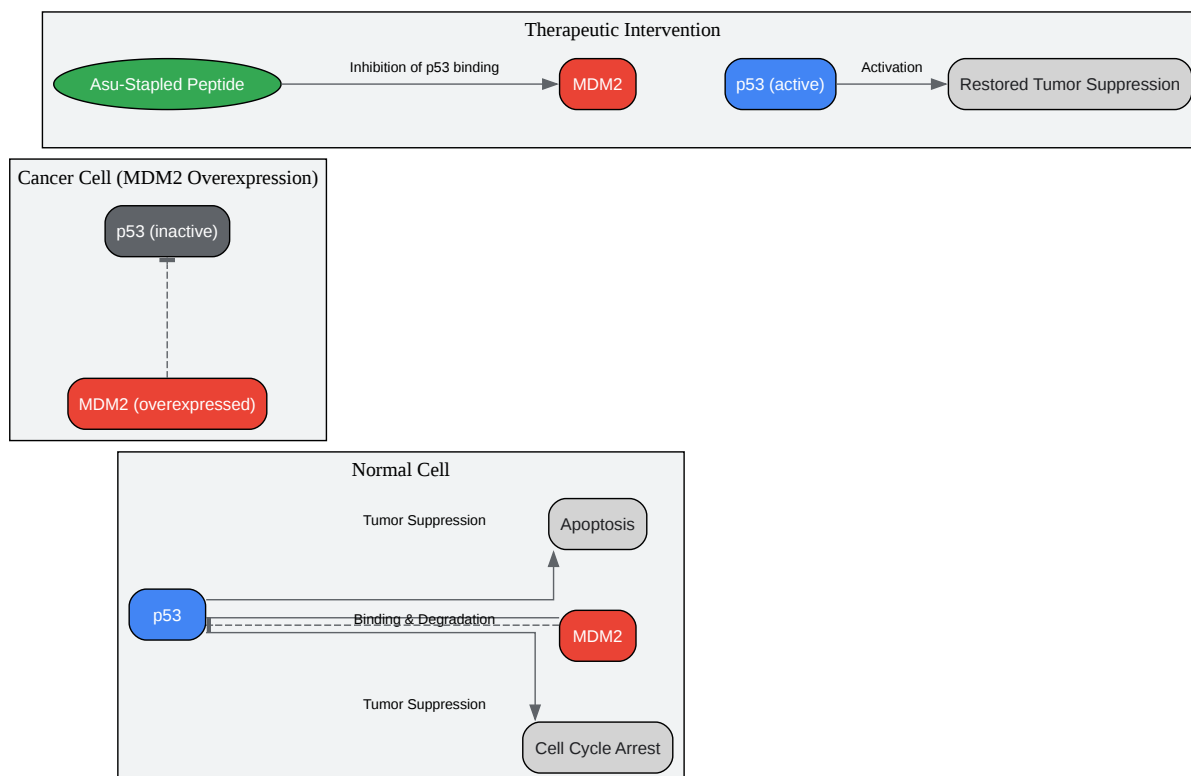 Therapeutic Intervention
Asu-Stapled Peptide
Inhibition of p53 binding
MDM2
p53 (active)
Activation
Restored Tumor Suppression
Cancer Cell (MDM2 Overexpression)
p53 (inactive)
MDM2 (overexpressed)
Normal Cell
Tumor Suppression
Apoptosis
p53
Binding & Degradation
MDM2
Tumor Suppression
Cell Cycle Arrest